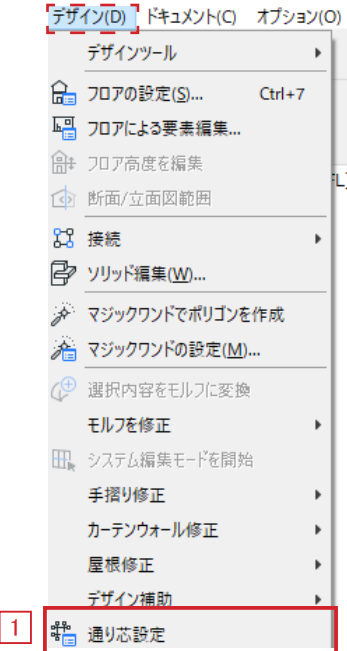 デザイン(D) ドキュメント(C) オプション(O)
デザインツール
フロアの設定(S)... Ctrl+7
フロアによる要素編集...
フロア高度を編集
断面/立面図範囲
接続
ソリッド編集(W)...
マジックワンドでポリゴンを作成
マジックワンドの設定(M)...
選択内容をモルフに変換
モルフを修正
システム編集モードを開始
手摺り修正
カーテンウォール修正
屋根修正
デザイン補助
1 通り芯設定